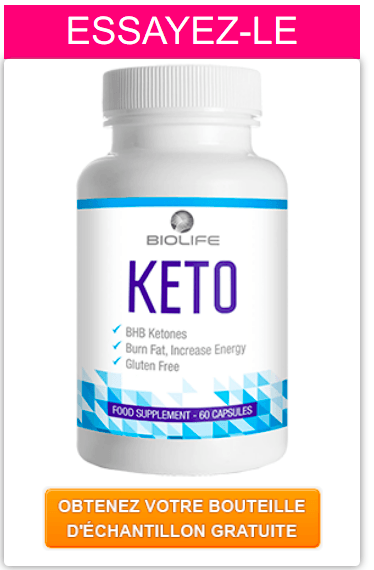 ESSAYEZ-LE
BIOLIFE
KETO
BHB Ketones
Burn Fat, Increase Energy
Gluten Free
FOOD SUPPLEMENT - 60 CAPSULES
OBTENEZ VOTRE BOUTEILLE
D'ÉCHANTILLON GRATUITE